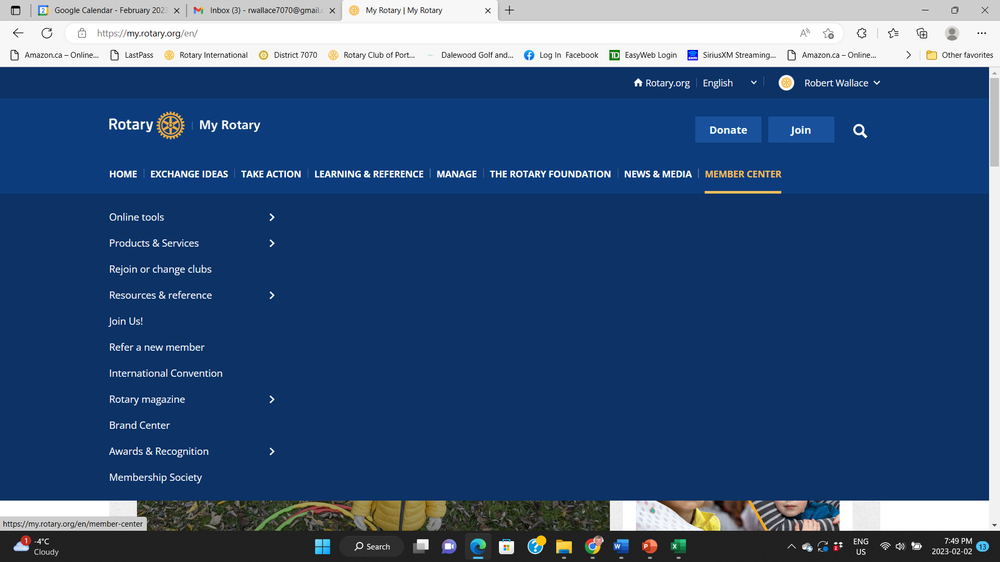 Google Calendar - February 2023
Inbox (3) - rwallace7070@gmail.c
My Rotary | My Rotary
https://my.rotary.org/en/
Amazon.ca – Online...
LastPass
Rotary International
District 7070
Rotary Club of Port...
Dalewood Golf and...
Log In Facebook
EasyWeb Login
SiriusXM Streaming...
Amazon.ca – Online...
Other favorites
Rotary.org
English
Robert Wallace
Rotary | My Rotary
Donate
Join
HOME
EXCHANGE IDEAS
TAKE ACTION
LEARNING & REFERENCE
MANAGE
THE ROTARY FOUNDATION
NEWS & MEDIA
MEMBER CENTER
Online tools
Products & Services
Rejoin or change clubs
Resources & reference
Join Us!
Refer a new member
International Convention
Rotary magazine
Brand Center
Awards & Recognition
Membership Society
https://my.rotary.org/en/member-center
1
-4°C
Cloudy
Search
ENG
US
7:49 PM
2023-02-02
13